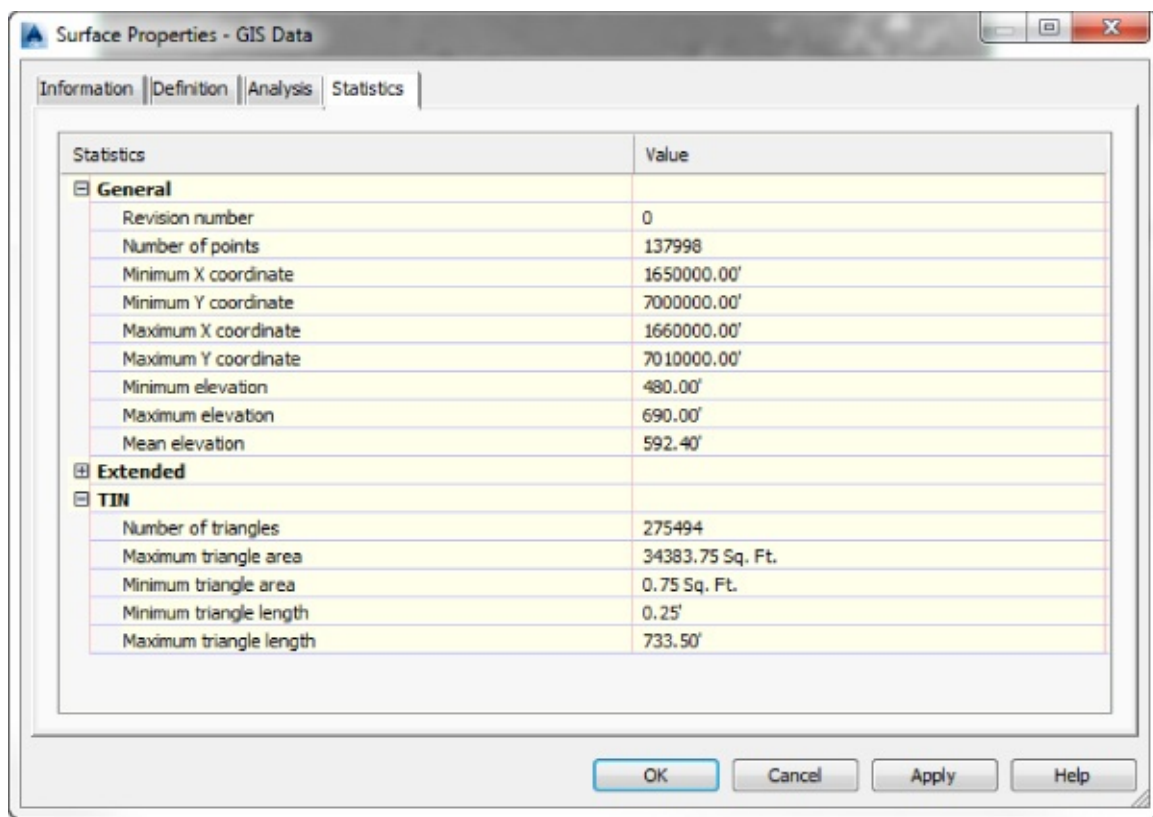 Surface Properties - GIS Data
Information Definition Analysis Statistics
Statistics Value
General
Revision number 0
Number of points 137998
Minimum X coordinate 1650000.00'
Minimum Y coordinate 7000000.00'
Maximum X coordinate 1660000.00'
Maximum Y coordinate 7010000.00'
Minimum elevation 480.00'
Maximum elevation 690.00'
Mean elevation 592.40'
Extended
TIN
Number of triangles 275494
Maximum triangle area 34383.75 Sq. Ft.
Minimum triangle area 0.75 Sq. Ft.
Minimum triangle length 0.25'
Maximum triangle length 733.50'
OK Cancel Apply Help